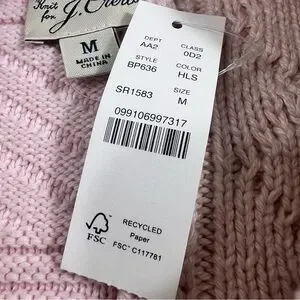 Knit
for J. Crew
M
MADE IN
CHINA
DEPT
AA2
CLASS
0D2
STYLE
BP636
COLOR
HLS
SR1583
SIZE
M
099106997317
FSC
RECYCLED
Paper
FSC® C117761